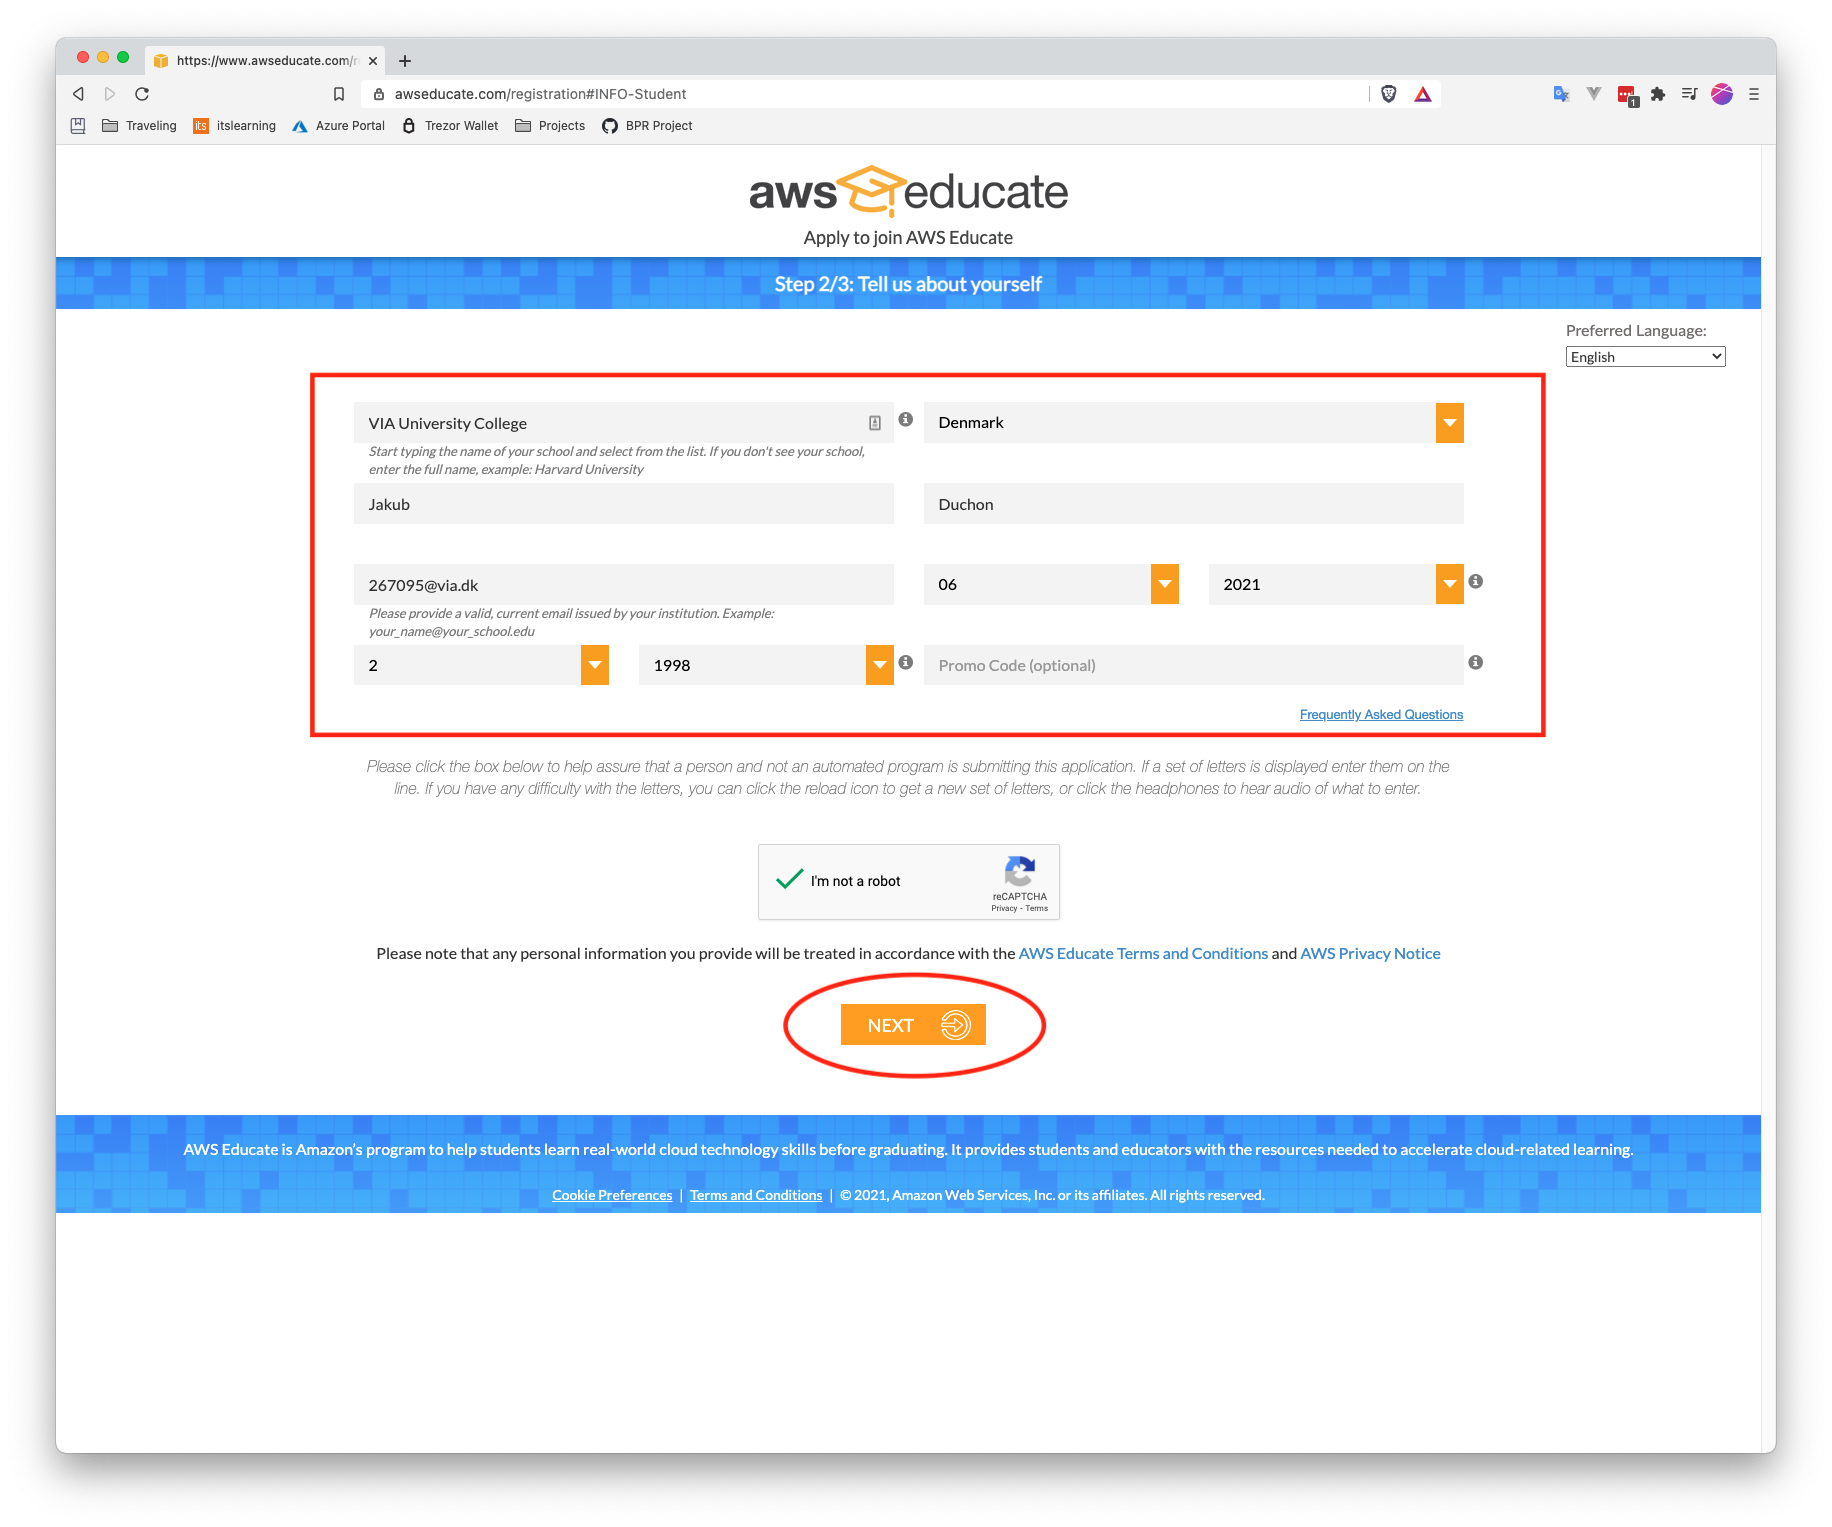 https://www.awseducate.com/r
awseducate.com/registration#INFO-Student
1
Traveling
its itslearning
Azure Portal
Trezor Wallet
Projects
BPR Project
aws educate
Apply to join AWS Educate
Step 2/3: Tell us about yourself
Preferred Language:
English
VIA University College
Denmark
Start typing the name of your school and select from the list. If you don't see your school,
enter the full name, example: Harvard University
Jakub
Duchon
267095@via.dk
06
2021
Please provide a valid, current email issued by your institution. Example:
your_name@your_school.edu
2
1998
Promo Code (optional)
Frequently Asked Questions
Please click the box below to help assure that a person and not an automated program is submitting this application. If a set of letters is displayed enter them on the
line. If you have any difficulty with the letters, you can click the reload icon to get a new set of letters, or click the headphones to hear audio of what to enter.
I'm not a robot
reCAPTCHA
Privacy - Terms
Please note that any personal information you provide will be treated in accordance with the AWS Educate Terms and Conditions and AWS Privacy Notice
NEXT
AWS Educate is Amazon's program to help students learn real-world cloud technology skills before graduating. It provides students and educators with the resources needed to accelerate cloud-related learning.
Cookie Preferences | Terms and Conditions | © 2021, Amazon Web Services, Inc. or its affiliates. All rights reserved.